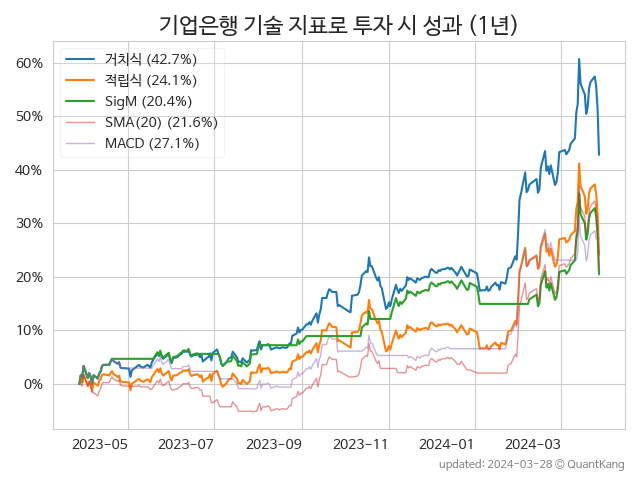 기업은행 기술 지표로 투자 시 성과 (1년)
거치식 (42.7%)
적립식 (24.1%)
SigM (20.4%)
SMA(20) (21.6%)
MACD (27.1%)
60%
50%
40%
30%
20%
10%
0%
2023-05 2023-07 2023-09 2023-11 2024-01 2024-03
updated: 2024-03-28 © QuantKang